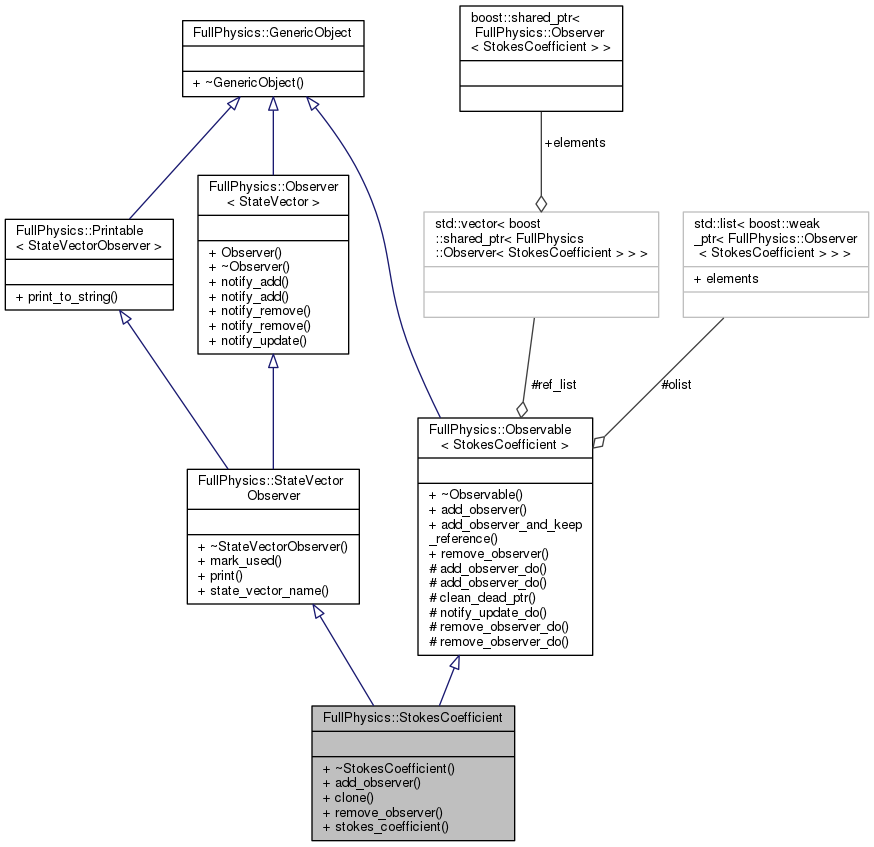 FullPhysics::GenericObject
+ ~GenericObject()
boost::shared_ptr<
FullPhysics::Observer
< StokesCoefficient > >
+elements
FullPhysics::Printable
< StateVectorObserver >
+ print_to_string()
FullPhysics::Observer
< StateVector >
+ Observer()
+ ~Observer()
+ notify_add()
+ notify_add()
+ notify_remove()
+ notify_remove()
+ notify_update()
std::vector< boost
::shared_ptr< FullPhysics
::Observer< StokesCoefficient > > >
std::list< boost::weak
_ptr< FullPhysics::Observer
< StokesCoefficient > > >
+ elements
#ref_list
#olist
FullPhysics::StateVector
Observer
+ ~StateVectorObserver()
+ mark_used()
+ print()
+ state_vector_name()
FullPhysics::Observable
< StokesCoefficient >
+ ~Observable()
+ add_observer()
+ add_observer_and_keep
_reference()
+ remove_observer()
# add_observer_do()
# add_observer_do()
# clean_dead_ptr()
# notify_update_do()
# remove_observer_do()
# remove_observer_do()
FullPhysics::StokesCoefficient
+ ~StokesCoefficient()
+ add_observer()
+ clone()
+ remove_observer()
+ stokes_coefficient()